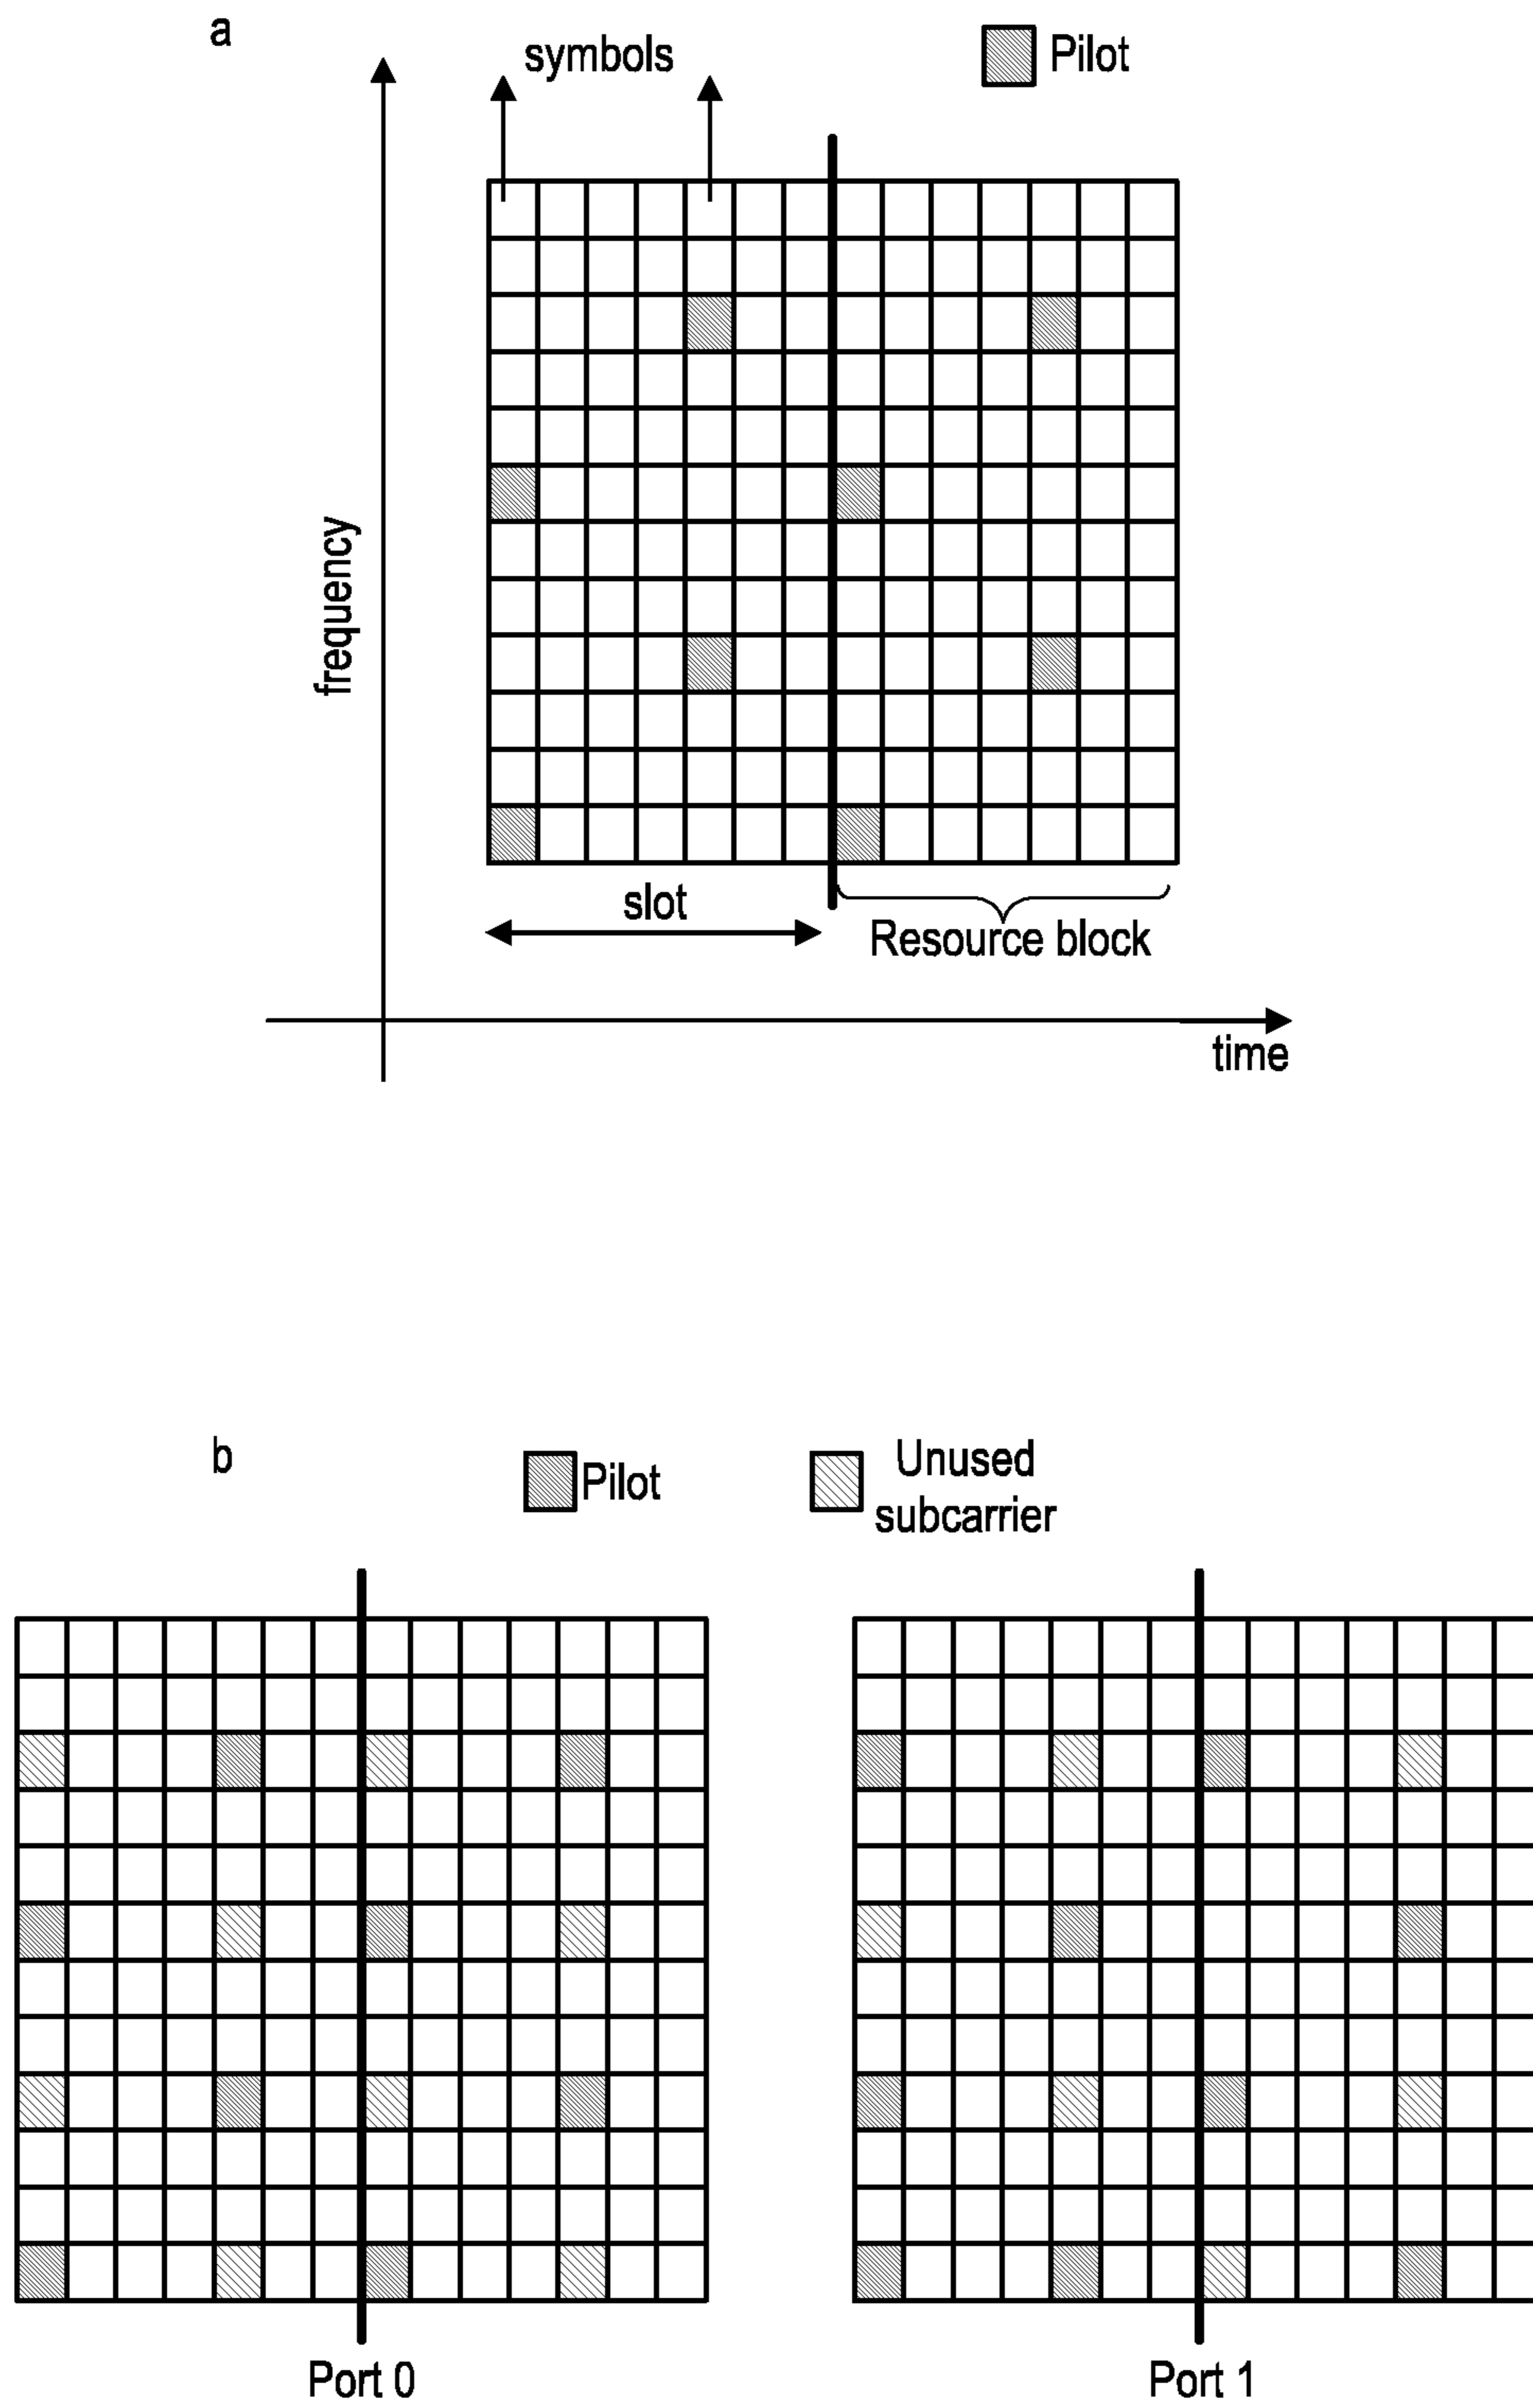 a
symbols
Pilot
frequency
slot
Resource block
time
b
Pilot
Unused
subcarrier
Port 0
Port 1